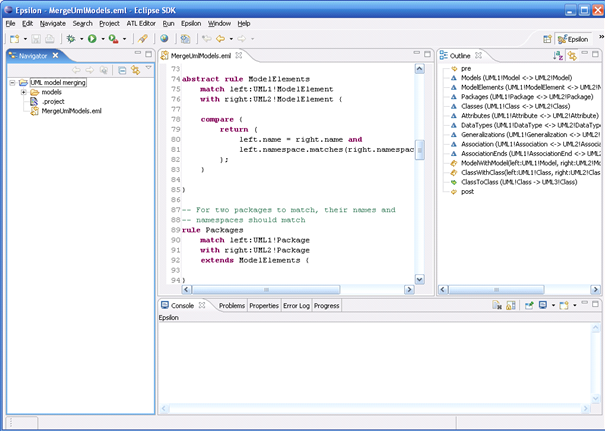 Epsilon - MergeUmlModels.eml - Eclipse SDK
File Edit Navigate Search Project ATL Editor Run Epsilon Window Help
Epsilon
Navigator
UML model merging
models
.project
MergeUmlModels.eml
MergeUmlModels.eml
73
74 abstract rule ModelElements
75 match left:UML1!ModelElement
76 with right:UML2!ModelElement {
77
78 compare {
79 return (
80 left.name = right.name and
81 left.namespace.matches(right.namespac
82 );
83 }
84
85 }
86
87 -- For two packages to match, their names and
88 -- namespaces should match
89 rule Packages
90 match left:UML1!Package
91 with right:UML2!Package
92 extends ModelElements {
93
94 }
Outline
pre
Models (UML1!Model <-> UML2!Model)
ModelElements (UML1!ModelElement <-> UML2!N
Packages (UML1!Package <-> UML2!Package)
Classes (UML1!Class <-> UML2!Class)
Attributes (UML1!Attribute <-> UML2!Attribute)
DataTypes (UML1!DataType <-> UML2!DataType
Generalizations (UML1!Generalization <-> UML2!
Association (UML1!Association <-> UML2!Associat
AssociationEnds (UML1!AssociationEnd <-> UML2
ModelWithModel(left:UML1!Model, right:UML2!Mo
ClassWithClass(left:UML1!Class, right:UML2!Class
ClassToClass (UML1!Class -> UML3!Class)
post
Console Problems Properties Error Log Progress
Epsilon